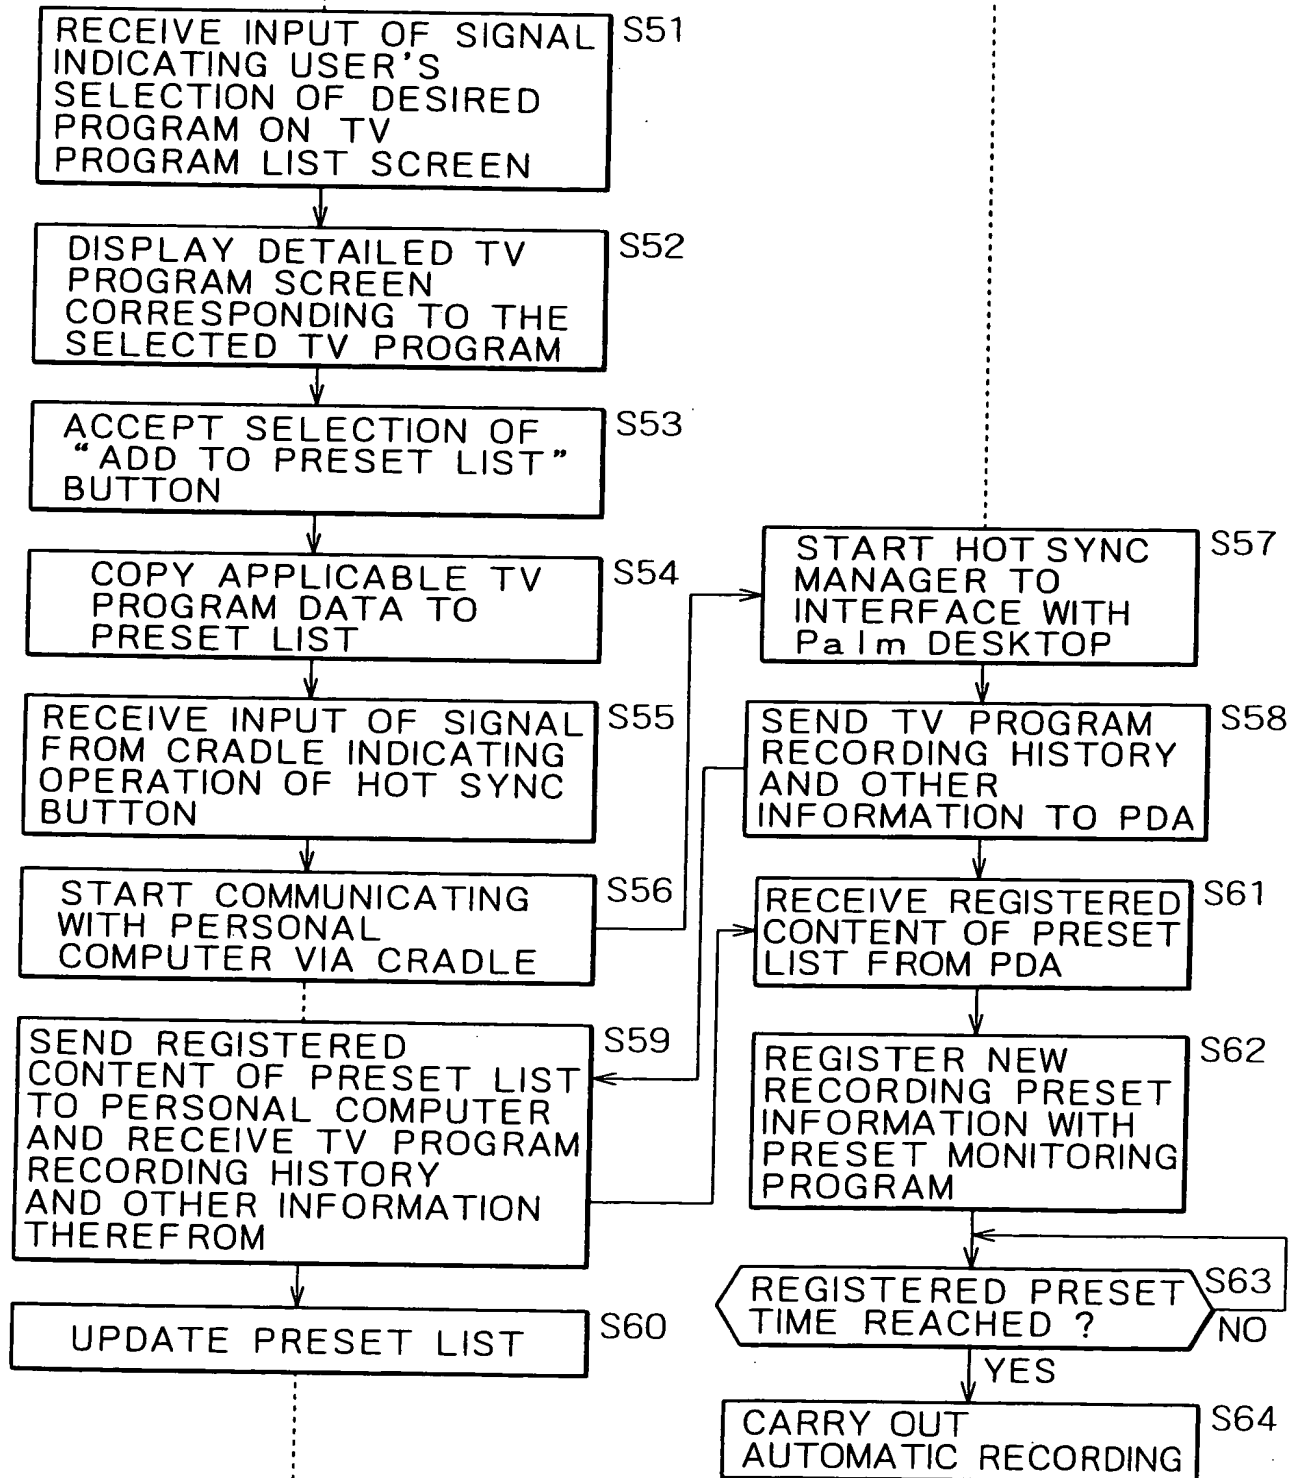 RECEIVE INPUT OF SIGNAL
INDICATING USER'S
SELECTION OF DESIRED
PROGRAM ON TV
PROGRAM LIST SCREEN
S51
DISPLAY DETAILED TV
PROGRAM SCREEN
CORRESPONDING TO THE
SELECTED TV PROGRAM
S52
ACCEPT SELECTION OF
“ADD TO PRESET LIST”
BUTTON
S53
COPY APPLICABLE TV
PROGRAM DATA TO
PRESET LIST
S54
RECEIVE INPUT OF SIGNAL
FROM CRADLE INDICATING
OPERATION OF HOT SYNC
BUTTON
S55
START COMMUNICATING
WITH PERSONAL
COMPUTER VIA CRADLE
S56
START HOT SYNC
MANAGER TO
INTERFACE WITH
Palm DESKTOP
S57
SEND TV PROGRAM
RECORDING HISTORY
AND OTHER
INFORMATION TO PDA
S58
SEND REGISTERED
CONTENT OF PRESET LIST
TO PERSONAL COMPUTER
AND RECEIVE TV PROGRAM
RECORDING HISTORY
AND OTHER INFORMATION
THEREFROM
S59
UPDATE PRESET LIST
S60
RECEIVE REGISTERED
CONTENT OF PRESET
LIST FROM PDA
S61
REGISTER NEW
RECORDING PRESET
INFORMATION WITH
PRESET MONITORING
PROGRAM
S62
REGISTERED PRESET
TIME REACHED ?
S63
NO
YES
CARRY OUT
AUTOMATIC RECORDING
S64